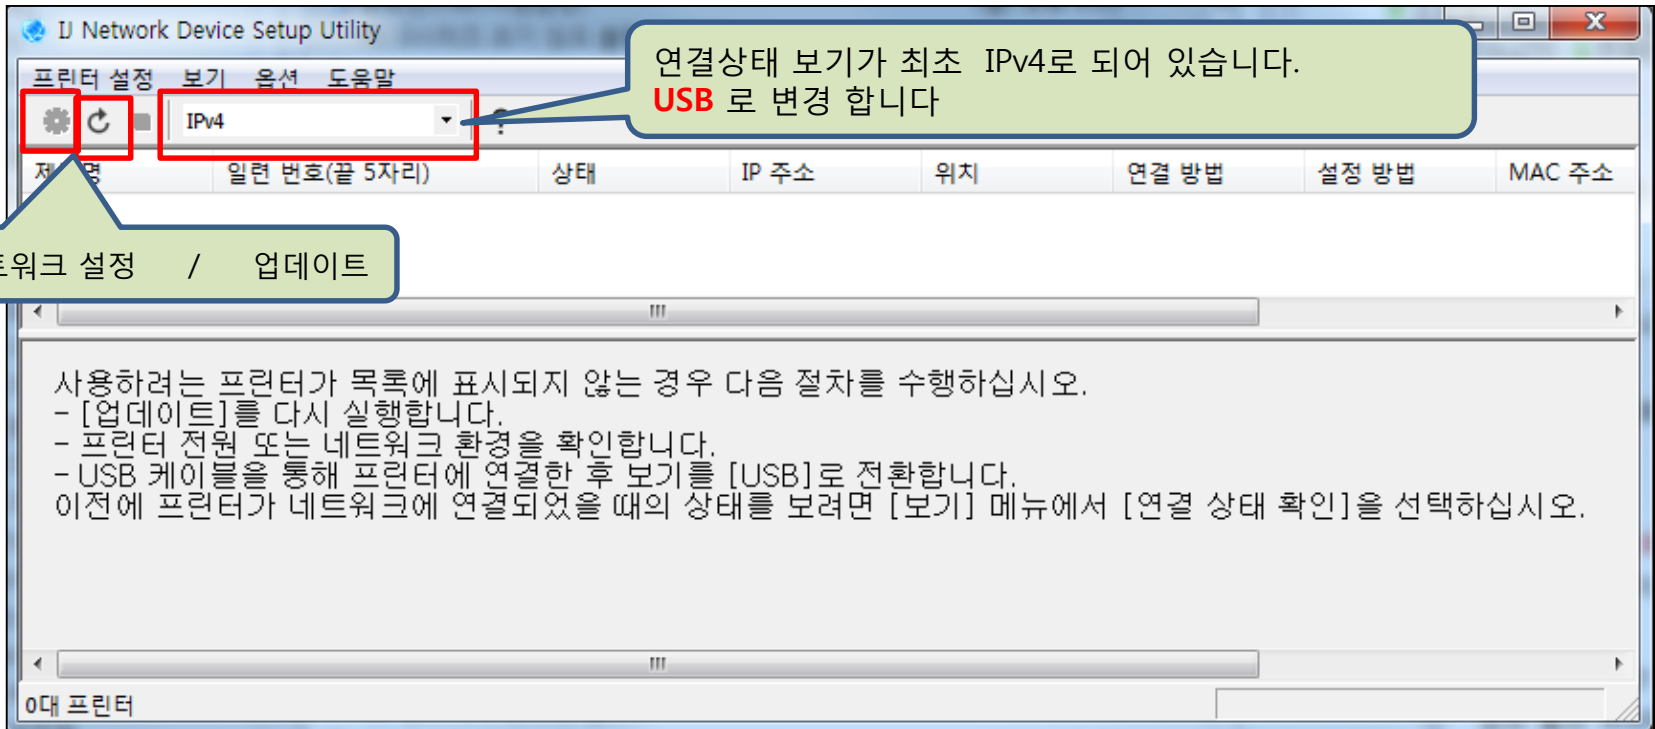 IJ Network Device Setup Utility
연결상태 보기가 최초 IPv4로 되어 있습니다.
USB 로 변경 합니다
프린터 설정 보기 옵션 도움말
IPv4
일련 번호(끝 5자리) 상태 IP 주소 위치 연결 방법 설정 방법 MAC 주소
트워크 설정 / 업데이트
사용하려는 프린터가 목록에 표시되지 않는 경우 다음 절차를 수행하십시오.
- [업데이트]를 다시 실행합니다.
- 프린터 전원 또는 네트워크 환경을 확인합니다.
- USB 케이블을 통해 프린터에 연결한 후 보기를 [USB]로 전환합니다.
이전에 프린터가 네트워크에 연결되었을 때의 상태를 보려면 [보기] 메뉴에서 [연결 상태 확인]을 선택하십시오.
0대 프린터